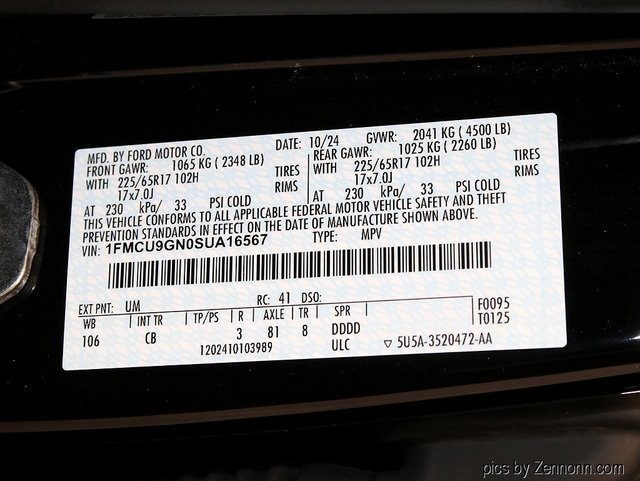 MFD. BY FORD MOTOR CO. DATE: 10/24 GVWR: 2041 KG ( 4500 LB)
FRONT GAWR: 1065 KG ( 2348 LB) REAR GAWR: 1025 KG ( 2260 LB)
WITH 225/65R17 102H TIRES WITH 225/65R17 102H TIRES
17x7.0J RIMS 17x7.0J RIMS
AT 230 kPa/ 33 PSI COLD AT 230 kPa/ 33 PSI COLD
THIS VEHICLE CONFORMS TO ALL APPLICABLE FEDERAL MOTOR VEHICLE SAFETY AND THEFT
PREVENTION STANDARDS IN EFFECT ON THE DATE OF MANUFACTURE SHOWN ABOVE.
VIN: 1FMCU9GN0SUA16567 TYPE: MPV
EXT PNT: UM RC: 41 DSO: F0095
WB INT TR TP/PS R AXLE TR SPR T0125
106 CB 3 81 8 DDDD
1202410103989 ULC ▽ 5U5A-3520472-AA
pics by Zennonn.com